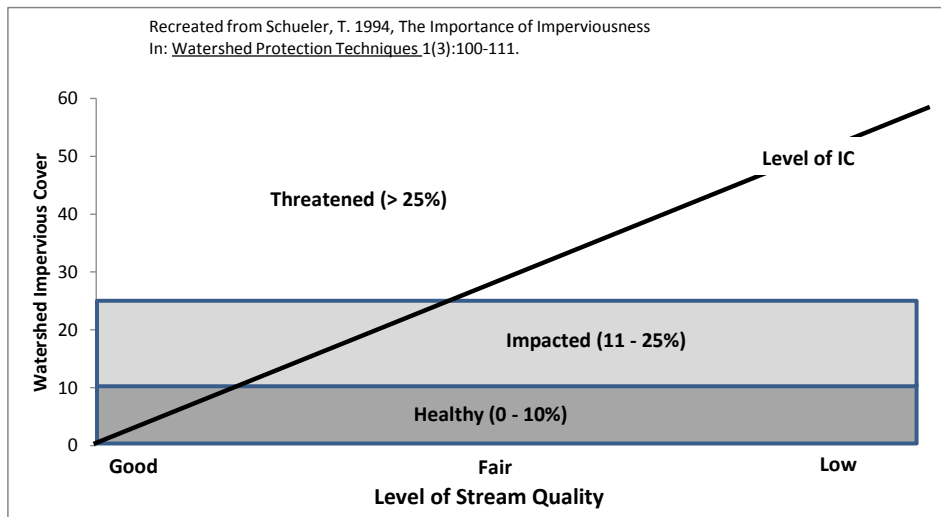 Recreated from Schueler, T. 1994, The Importance of Imperviousness
In: Watershed Protection Techniques 1(3):100-111.
60
50
40
30
20
10
0
Watershed Impervious Cover
Level of IC
Threatened (> 25%)
Impacted (11 - 25%)
Healthy (0 - 10%)
Good
Fair
Low
Level of Stream Quality